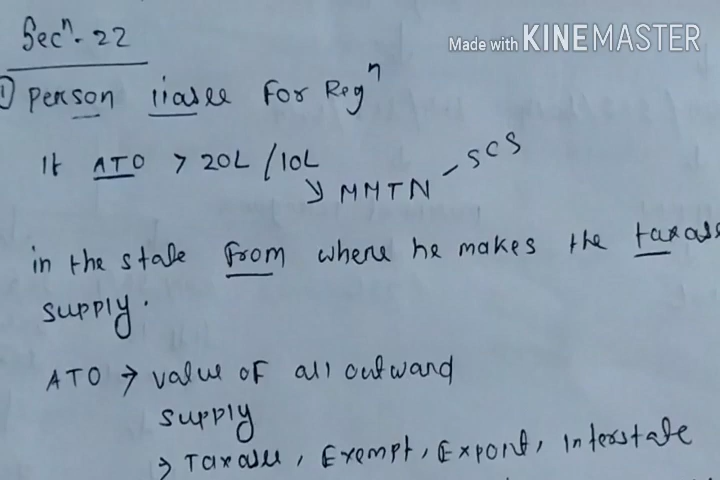 Secⁿ- 22
Made with KINEMASTER
① Person liable for Regⁿ
If ATO > 20L / 10L
↘ MMTN - SCS
in the state from where he makes the taxable
supply.
ATO → value of all outward
supply
→ Taxable, Exempt, Export, Interstate